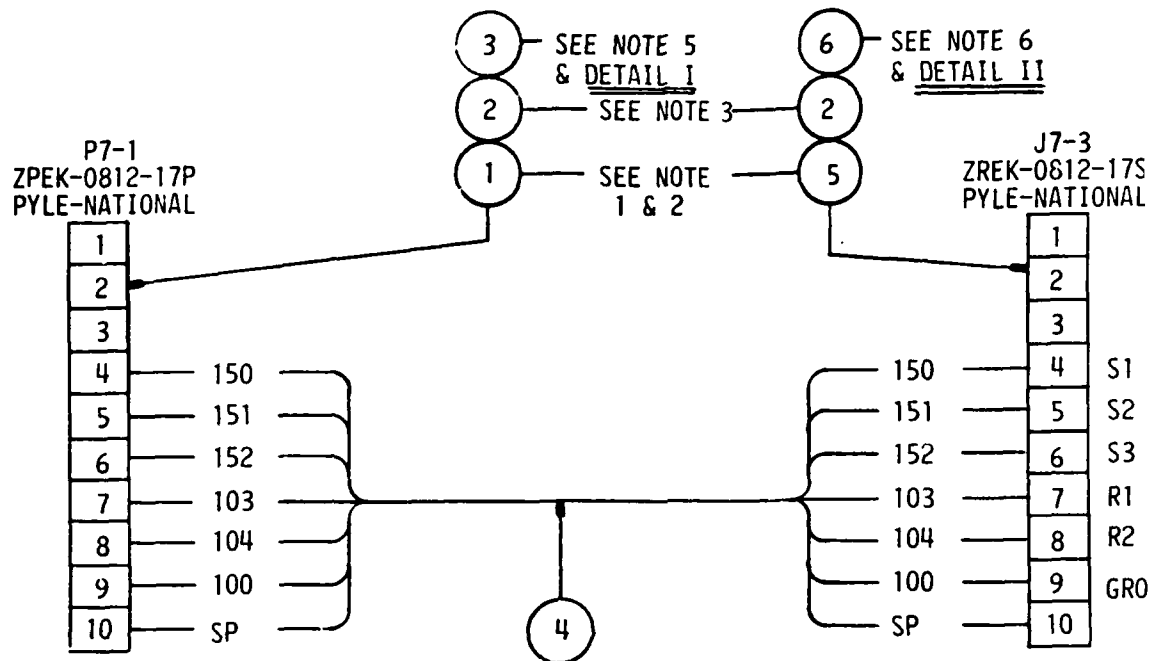 3 SEE NOTE 5
& DETAIL I
6 SEE NOTE 6
& DETAIL II
2 SEE NOTE 3 2
1 SEE NOTE 5
1 & 2
P7-1
ZPEK-0812-17P
PYLE-NATIONAL
J7-3
ZREK-0812-17S
PYLE-NATIONAL
1
2
3
4 150
5 151
6 152
7 103
8 104
9 100
10 SP
4
1
2
3
150 4 S1
151 5 S2
152 6 S3
103 7 R1
104 8 R2
100 9 GRO
SP 10